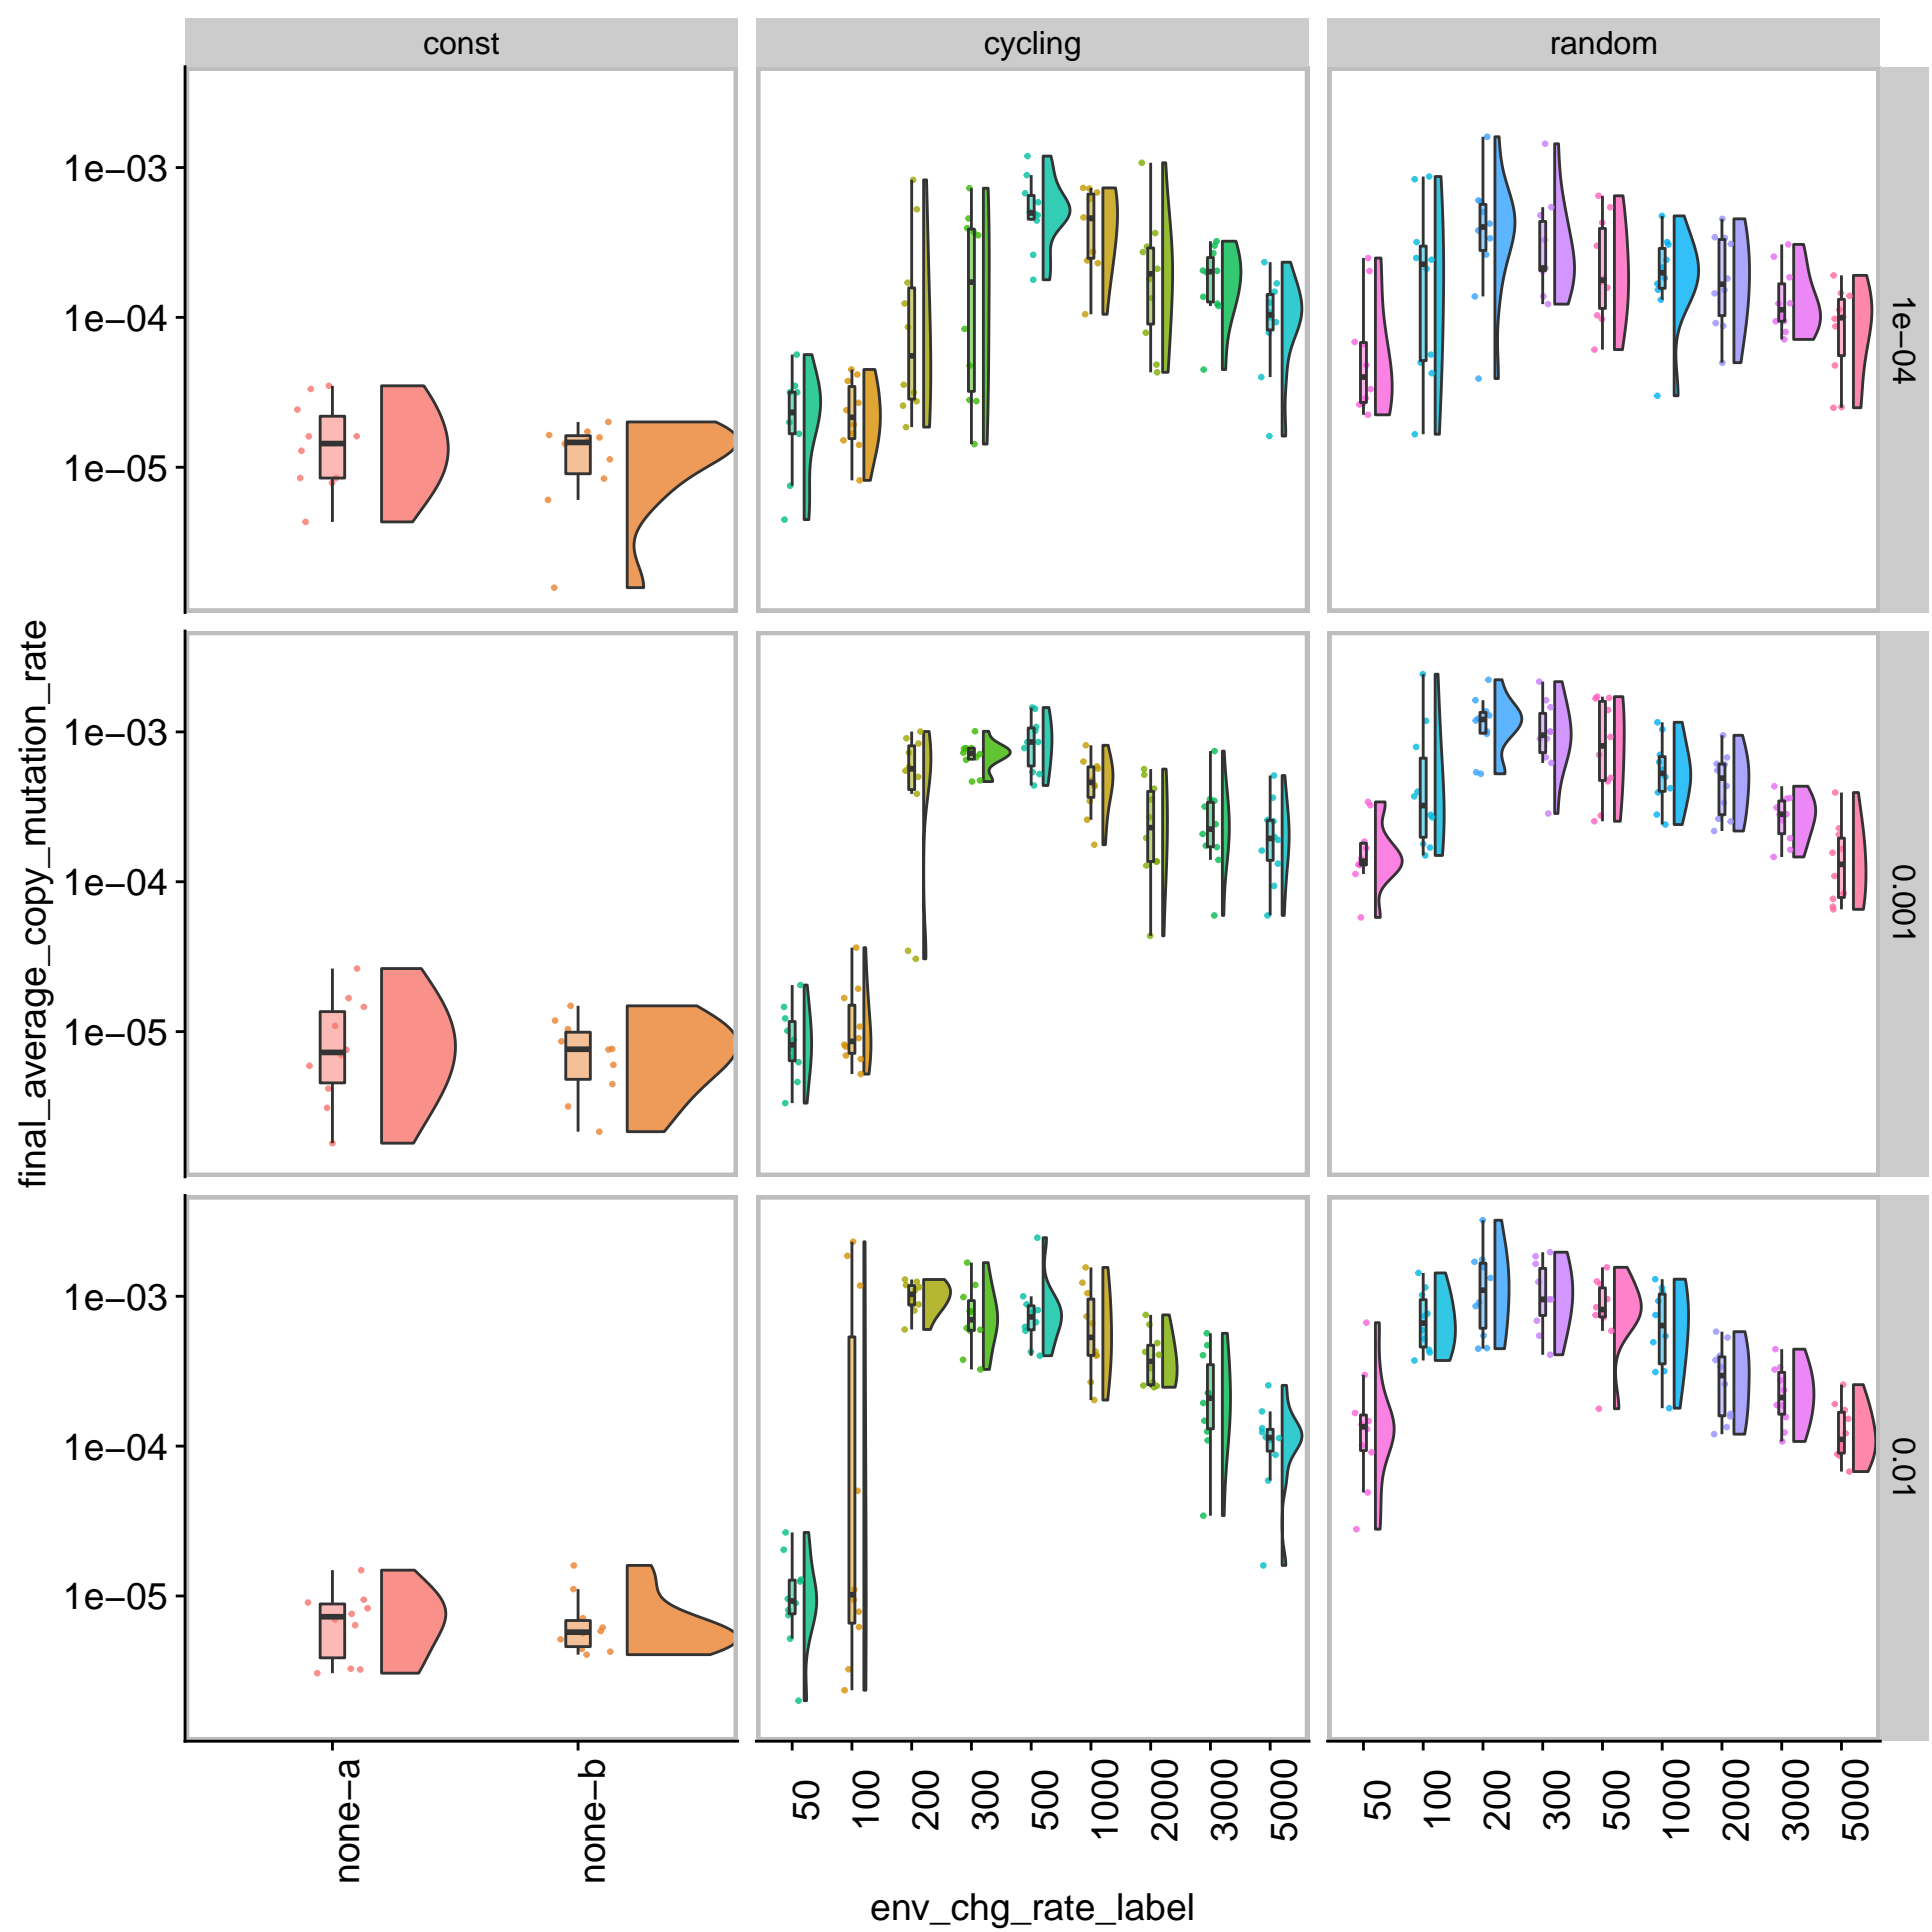 const
cycling
random
1e−03
1e−04
1e−05
1e−04
1e−03
1e−04
1e−05
0.001
1e−03
1e−04
1e−05
0.01
final_average_copy_mutation_rate
none−a
none−b
50
100
200
300
500
1000
2000
3000
5000
50
100
200
300
500
1000
2000
3000
5000
env_chg_rate_label